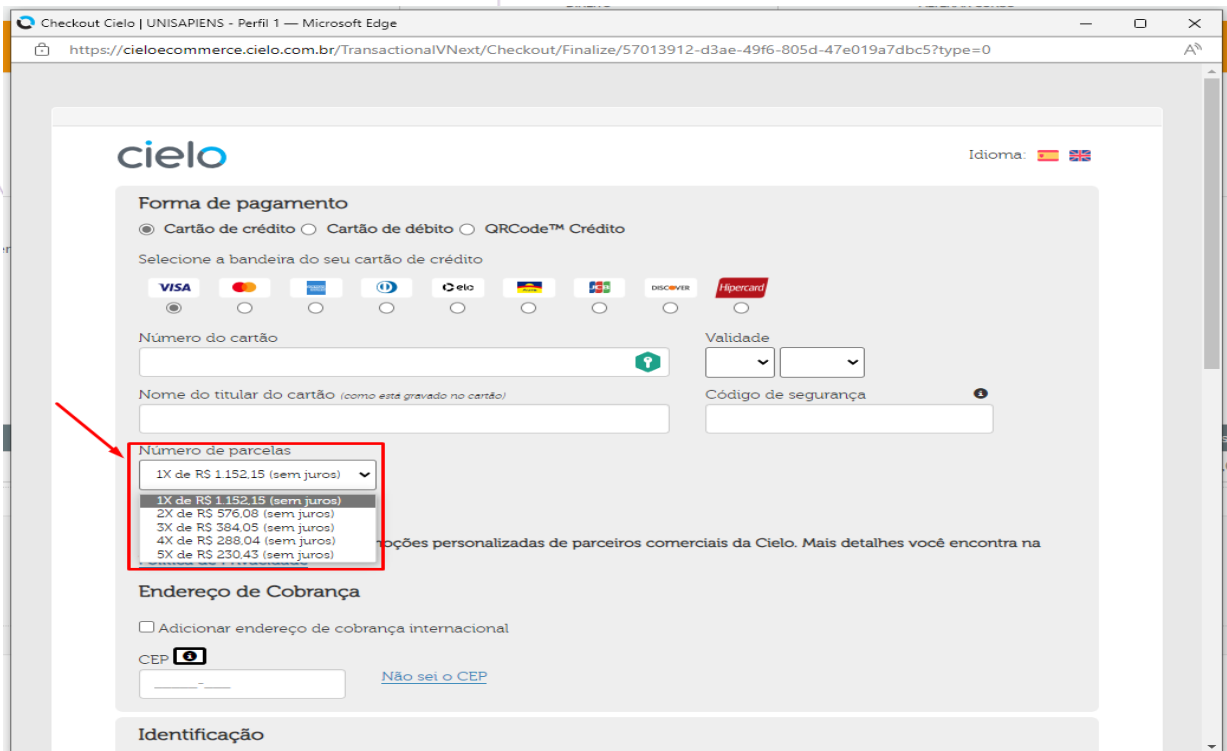 Checkout Cielo | UNISAPIENS - Perfil 1 — Microsoft Edge
https://cieloecommerce.cielo.com.br/TransactionalVNext/Checkout/Finalize/57013912-d3ae-49f6-805d-47e019a7dbc5?type=0
cielo
Idioma:
Forma de pagamento
Cartão de crédito Cartão de débito QRCode™ Crédito
Selecione a bandeira do seu cartão de crédito
VISA elo JCB DISCOVER Hipercard
Número do cartão
Validade
Nome do titular do cartão (como está gravado no cartão)
Código de segurança
Número de parcelas
1X de R$ 1.152,15 (sem juros)
1X de R$ 1.152,15 (sem juros)
2X de R$ 576,08 (sem juros)
3X de R$ 384,05 (sem juros)
4X de R$ 288,04 (sem juros)
5X de R$ 230,43 (sem juros)
personalizadas de parceiros comerciais da Cielo. Mais detalhes você encontra na
Política de Privacidade
Endereço de Cobrança
Adicionar endereço de cobrança internacional
CEP
_____-___
Não sei o CEP
Identificação